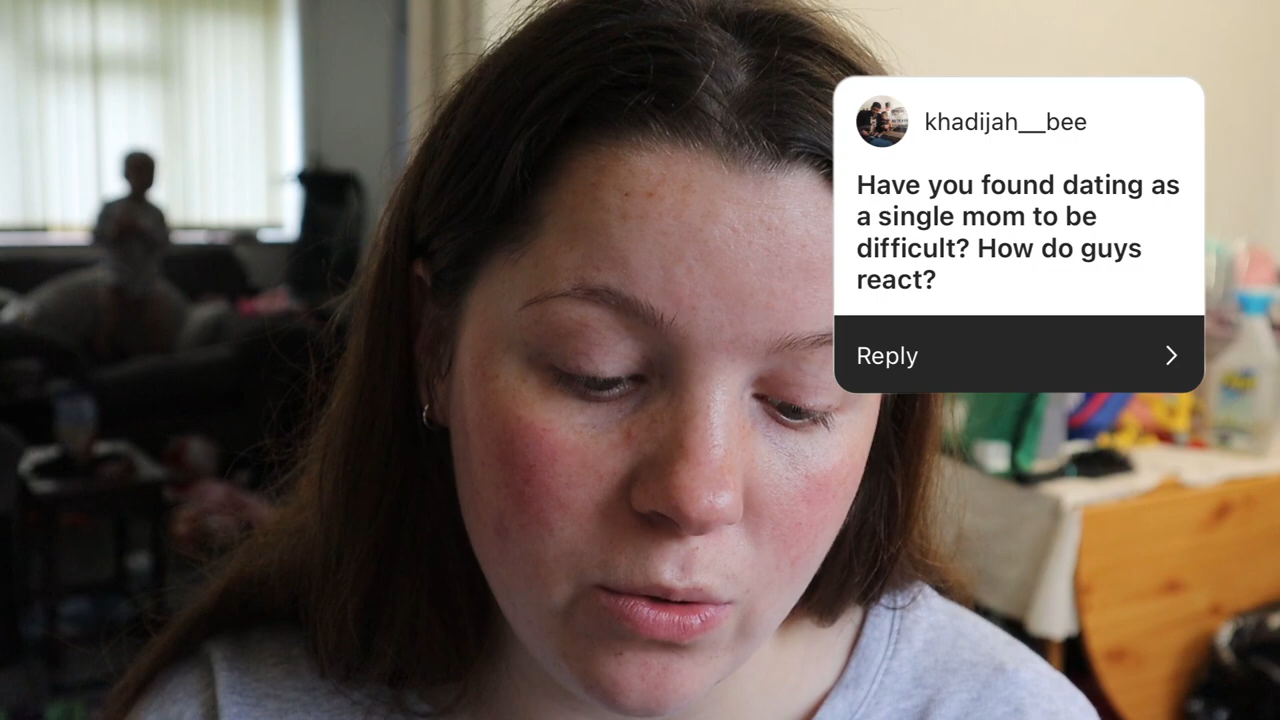 khadijah__bee
Have you found dating as
a single mom to be
difficult? How do guys
react?
Reply